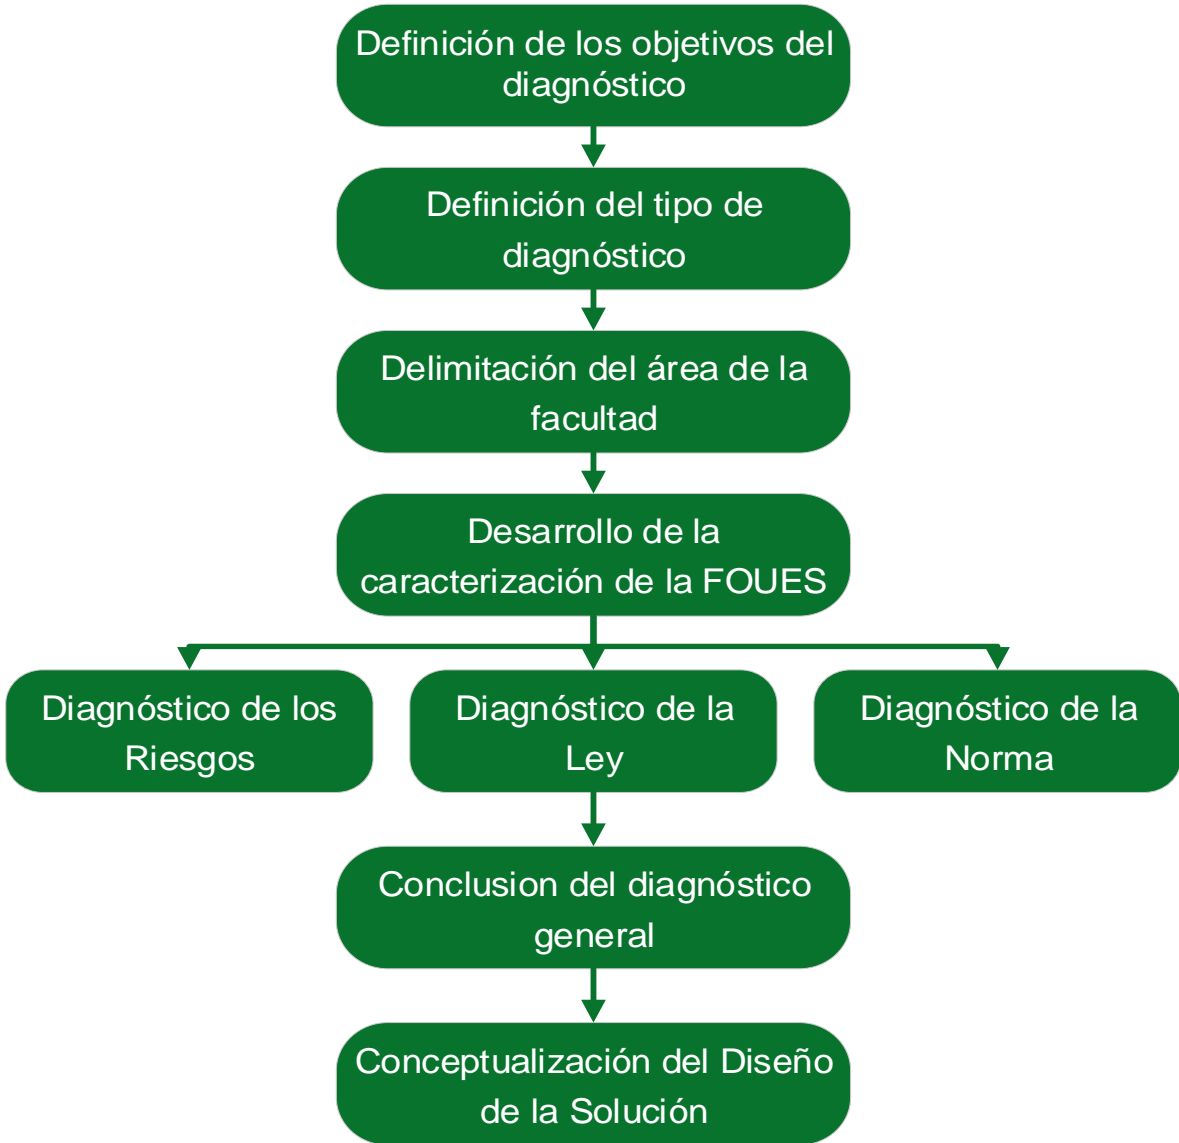 Definición de los objetivos del
diagnóstico
Definición del tipo de
diagnóstico
Delimitación del área de la
facultad
Desarrollo de la
caracterización de la FOUES
Diagnóstico de los
Riesgos
Diagnóstico de la
Ley
Diagnóstico de la
Norma
Conclusion del diagnóstico
general
Conceptualización del Diseño
de la Solución